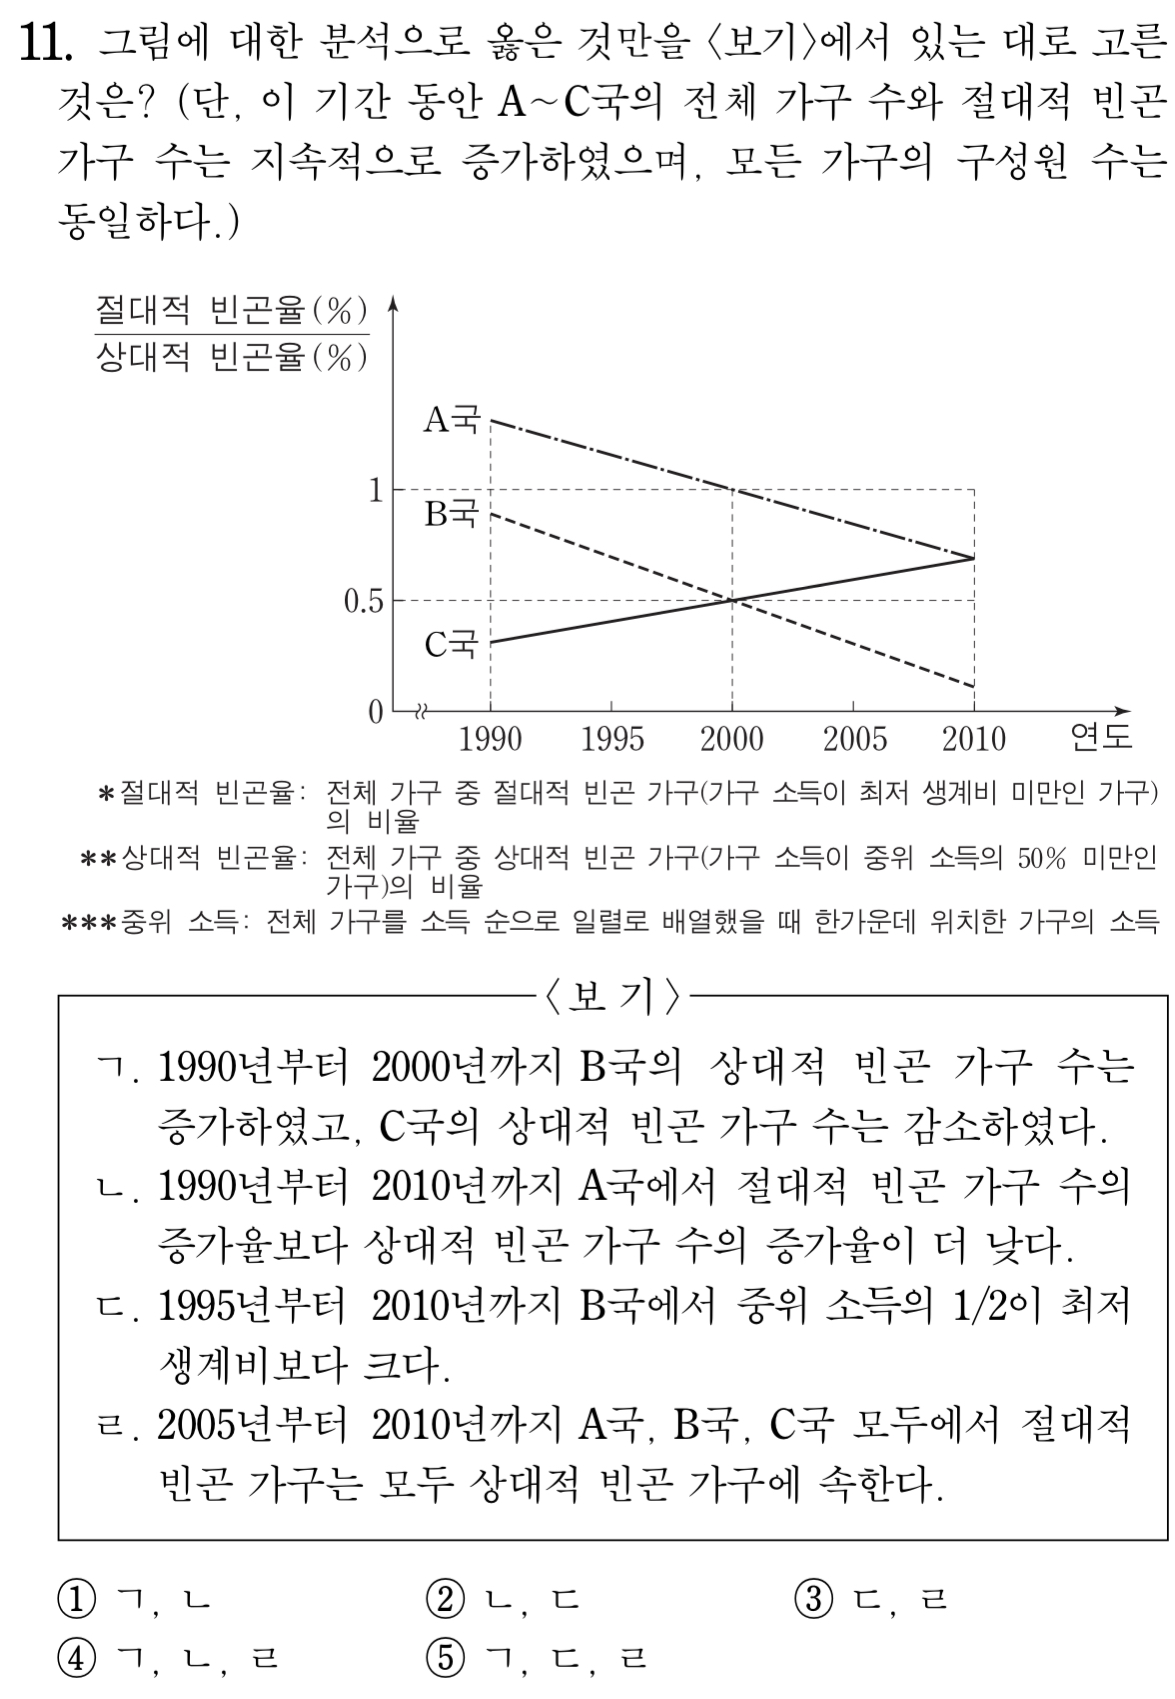 11. 그림에 대한 분석으로 옳은 것만을 〈보기〉에서 있는 대로 고른
것은? (단, 이 기간 동안 A∼C국의 전체 가구 수와 절대적 빈곤
가구 수는 지속적으로 증가하였으며, 모든 가구의 구성원 수는
동일하다.)
절대적 빈곤율(%)
상대적 빈곤율(%)
A국
1
B국
0.5
C국
0
1990 1995 2000 2005 2010 연도
*절대적 빈곤율: 전체 가구 중 절대적 빈곤 가구(가구 소득이 최저 생계비 미만인 가구)
의 비율
**상대적 빈곤율: 전체 가구 중 상대적 빈곤 가구(가구 소득이 중위 소득의 50% 미만인
가구)의 비율
***중위 소득: 전체 가구를 소득 순으로 일렬로 배열했을 때 한가운데 위치한 가구의 소득
〈보 기〉
ㄱ. 1990년부터 2000년까지 B국의 상대적 빈곤 가구 수는
증가하였고, C국의 상대적 빈곤 가구 수는 감소하였다.
ㄴ. 1990년부터 2010년까지 A국에서 절대적 빈곤 가구 수의
증가율보다 상대적 빈곤 가구 수의 증가율이 더 낮다.
ㄷ. 1995년부터 2010년까지 B국에서 중위 소득의 1/2이 최저
생계비보다 크다.
ㄹ. 2005년부터 2010년까지 A국, B국, C국 모두에서 절대적
빈곤 가구는 모두 상대적 빈곤 가구에 속한다.
① ㄱ, ㄴ ② ㄴ, ㄷ ③ ㄷ, ㄹ
④ ㄱ, ㄴ, ㄹ ⑤ ㄱ, ㄷ, ㄹ